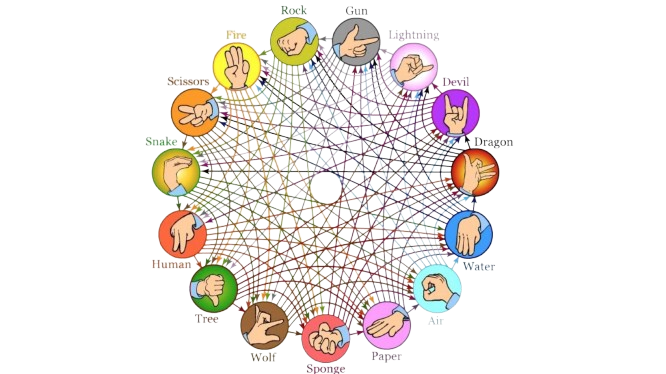 Rock
Gun
Fire
Lightning
Scissors
Devil
Snake
Dragon
Human
Water
Tree
Air
Wolf
Paper
Sponge